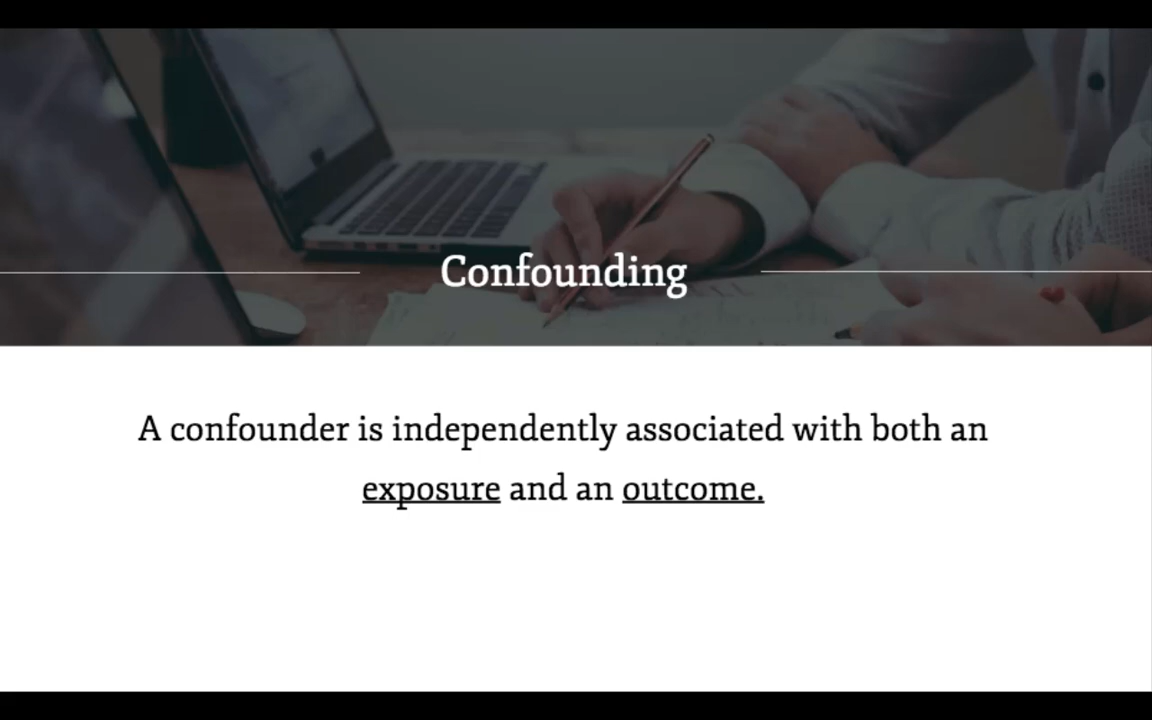 Confounding
A confounder is independently associated with both an
exposure and an outcome.